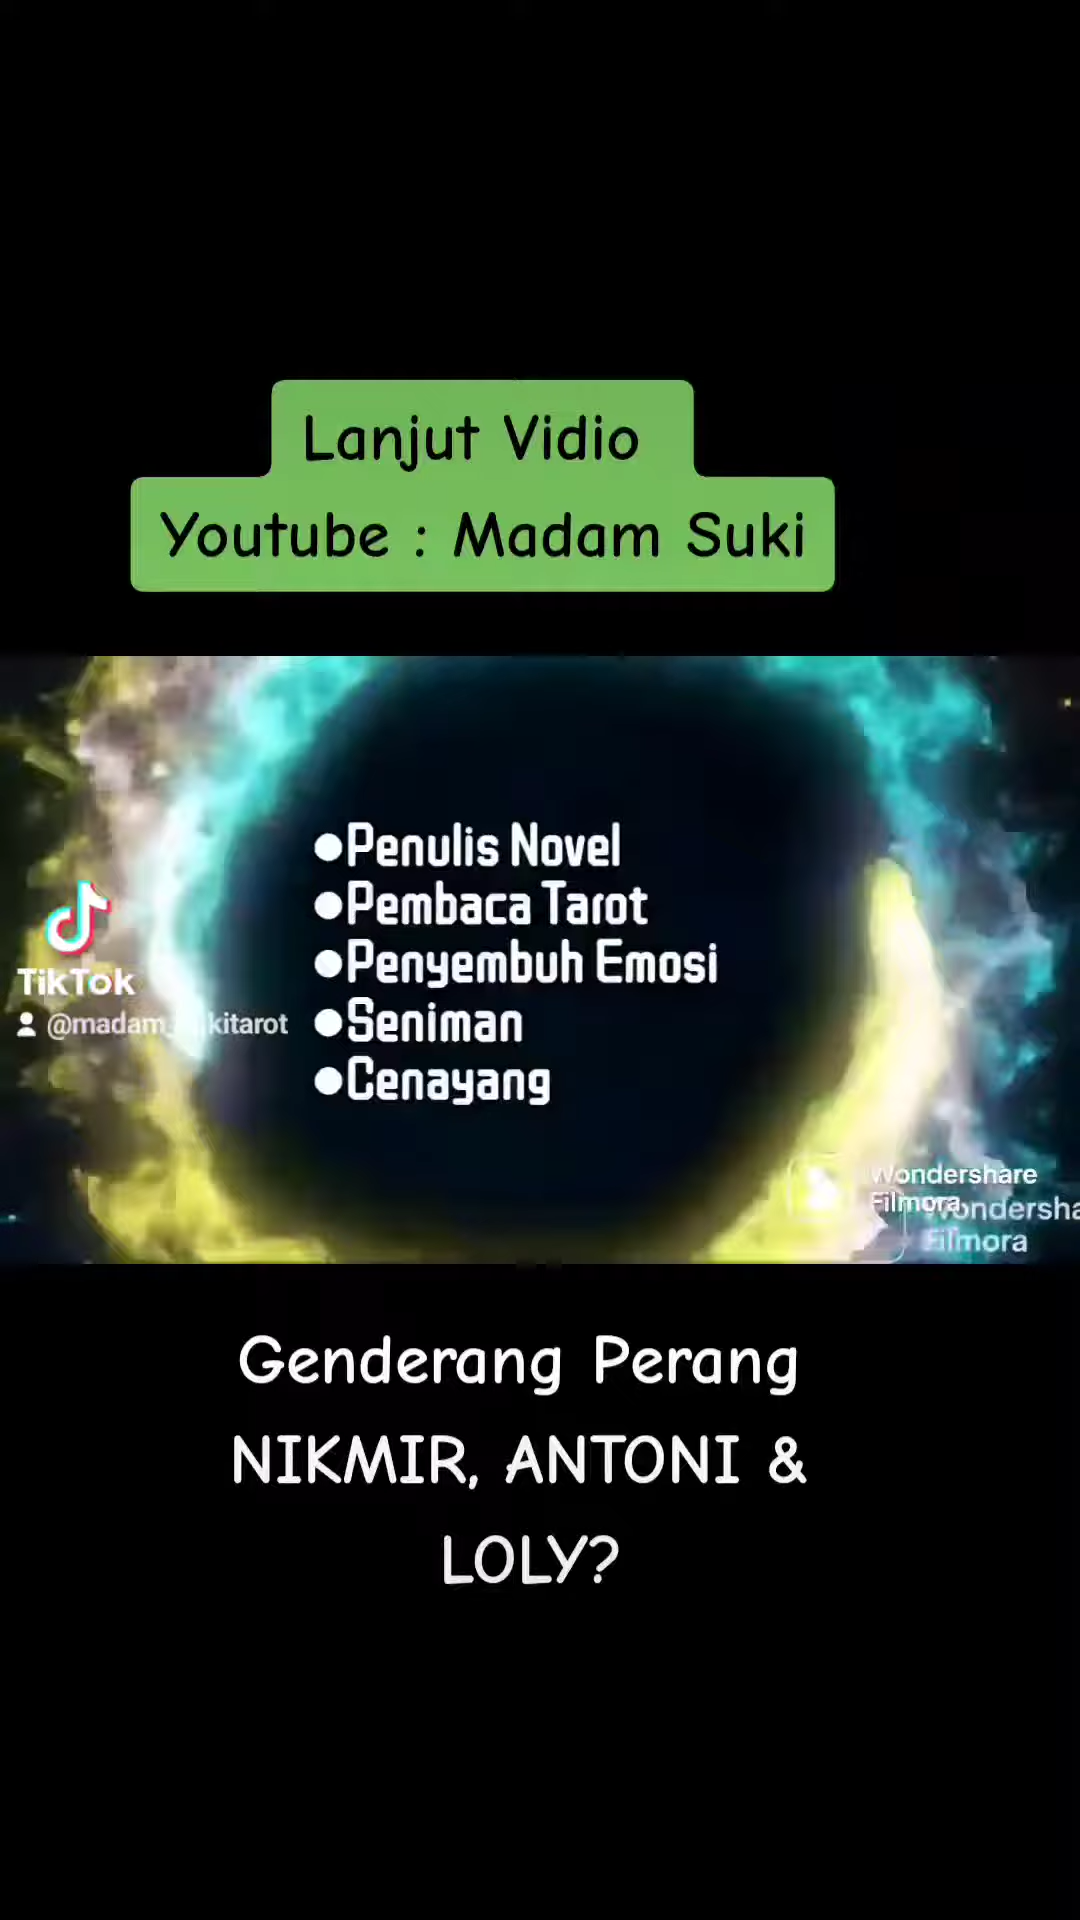 Lanjut Vidio
Youtube : Madam Suki
●Penulis Novel
●Pembaca Tarot
●Penyembuh Emosi
●Seniman
●Cenayang
TikTok
Wondershare
Filmora
Filmora
Genderang Perang
NIKMIR, ANTONI &
LOLY?